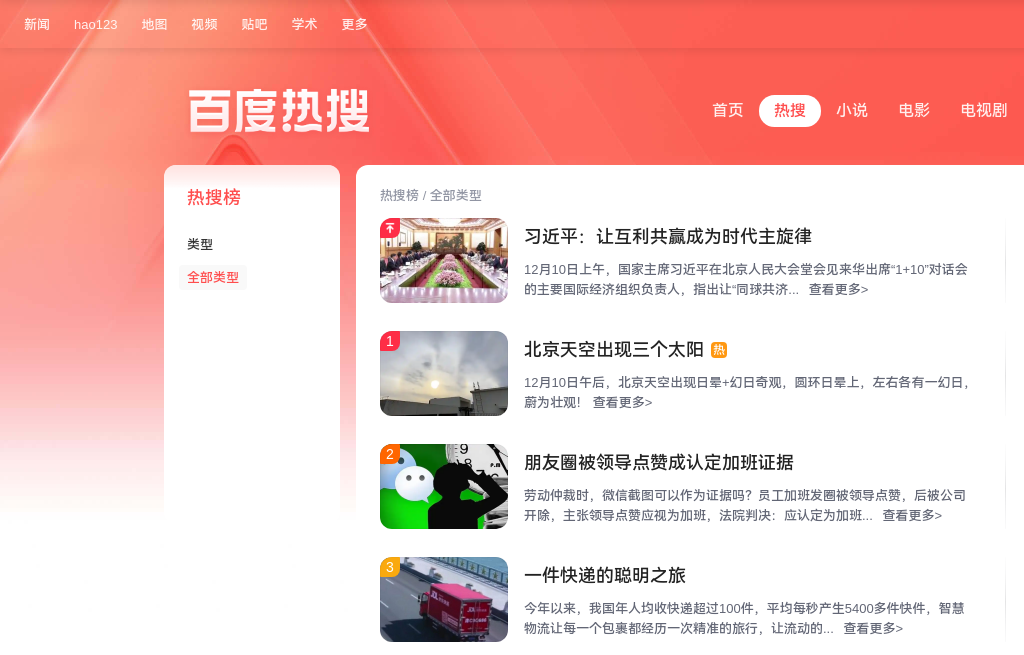 新闻 hao123 地图 视频 贴吧 学术 更多
百度热搜
首页 热搜 小说 电影 电视剧
热搜榜
类型
全部类型
热搜榜 / 全部类型
习近平：让互利共赢成为时代主旋律
12月10日上午，国家主席习近平在北京人民大会堂会见来华出席“1+10”对话会
的主要国际经济组织负责人，指出让“同球共济... 查看更多>
1
北京天空出现三个太阳 热
12月10日午后，北京天空出现日晕+幻日奇观，圆环日晕上，左右各有一幻日，
蔚为壮观！ 查看更多>
2
朋友圈被领导点赞成认定加班证据
劳动仲裁时，微信截图可以作为证据吗？员工加班发圈被领导点赞，后被公司
开除，主张领导点赞应视为加班，法院判决：应认定为加班... 查看更多>
3
一件快递的聪明之旅
今年以来，我国年人均收快递超过100件，平均每秒产生5400多件快件，智慧
物流让每一个包裹都经历一次精准的旅行，让流动的... 查看更多>